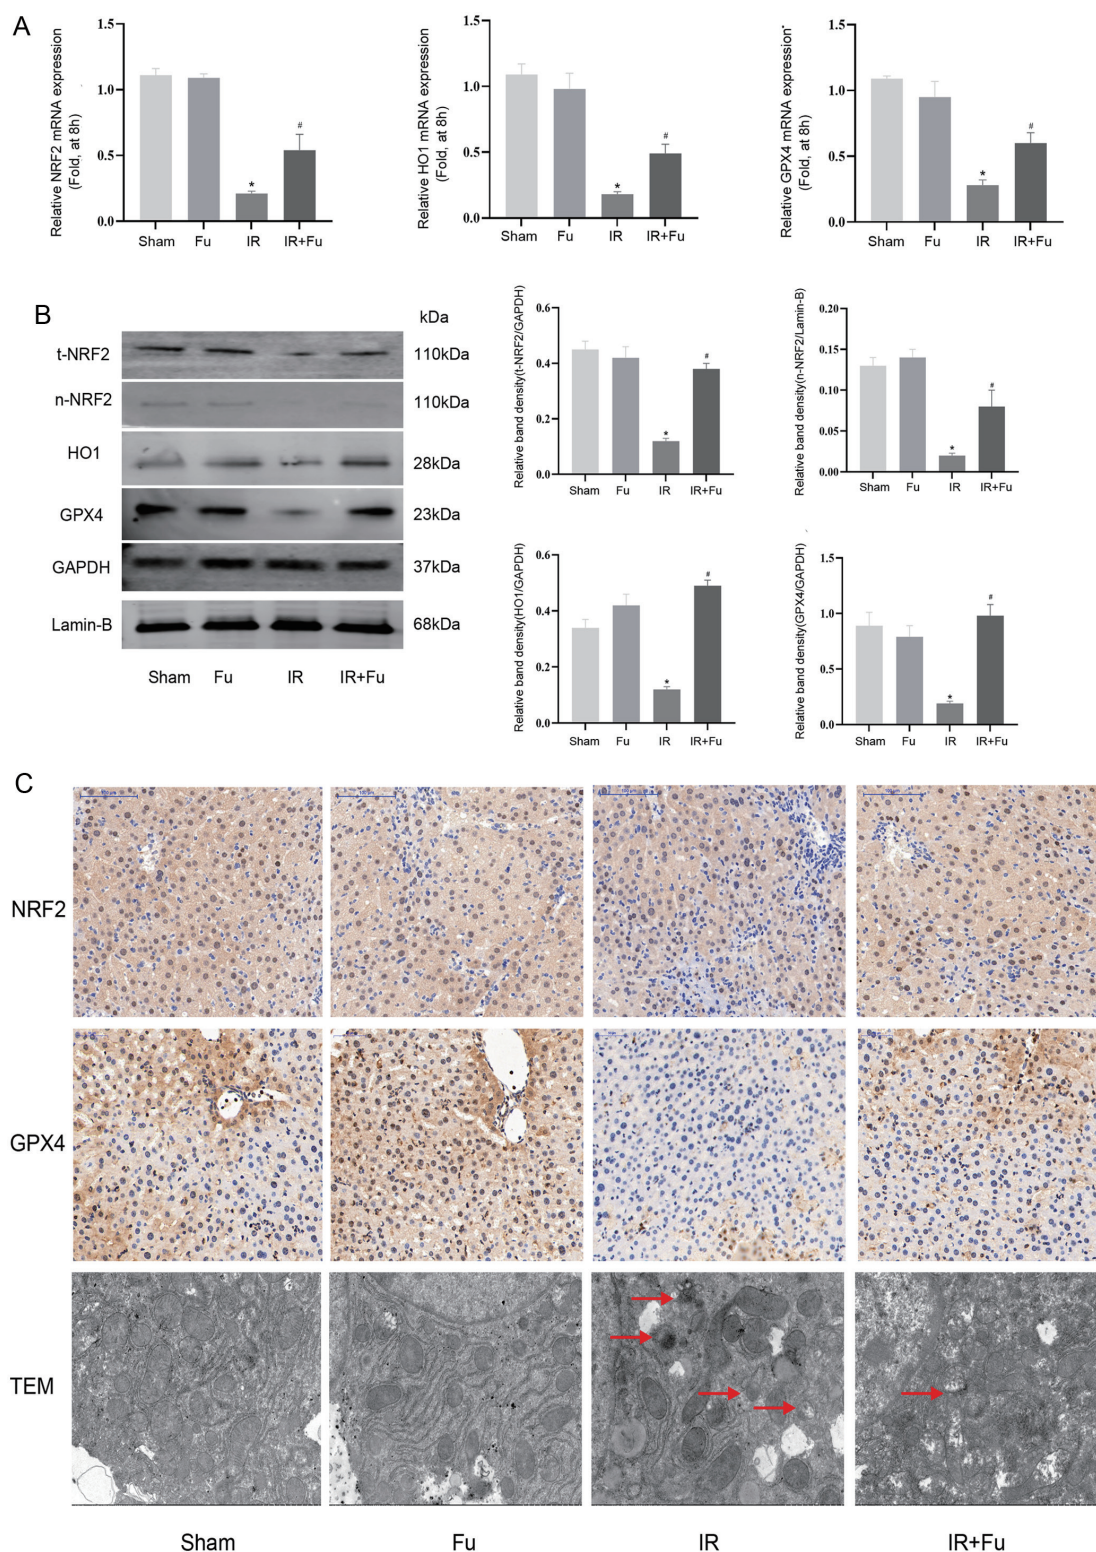 A
Relative NRF2 mRNA expression
(Fold, at 8h)
1.5
1.0
0.5
0.0
*
#
Sham Fu IR IR+Fu
Relative HO1 mRNA expression
(Fold, at 8h)
1.5
1.0
0.5
0.0
*
#
Sham Fu IR IR+Fu
Relative GPX4 mRNA expression
(Fold, at 8h)
1.5
1.0
0.5
0.0
*
#
Sham Fu IR IR+Fu
B
kDa
t-NRF2 110kDa
n-NRF2 110kDa
HO1 28kDa
GPX4 23kDa
GAPDH 37kDa
Lamin-B 68kDa
Sham Fu IR IR+Fu
Relative band density(t-NRF2/GAPDH)
0.6
0.4
0.2
0.0
*
#
Sham Fu IR IR+Fu
Relative band density(n-NRF2/Lamin-B)
0.20
0.15
0.10
0.05
0.00
*
#
Sham Fu IR IR+Fu
Relative band density(HO1/GAPDH)
0.6
0.4
0.2
0.0
*
#
Sham Fu IR IR+Fu
Relative band density(GPX4/GAPDH)
1.5
1.0
0.5
0.0
*
#
Sham Fu IR IR+Fu
C
NRF2
GPX4
TEM
Sham Fu IR IR+Fu